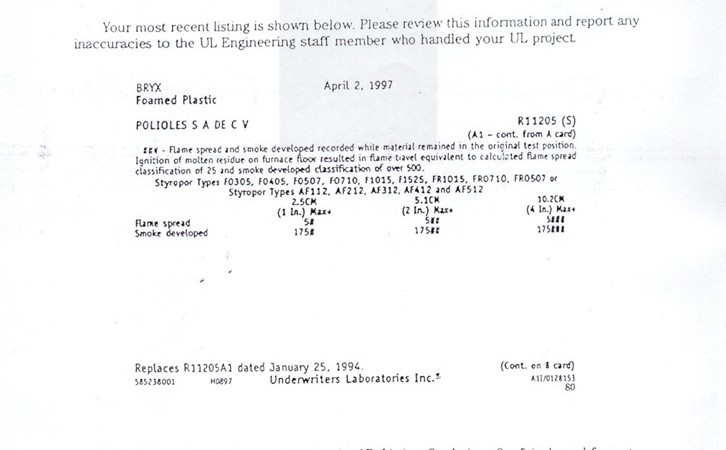 Your most recent listing is shown below. Please review this information and report any
inaccuracies to the UL Engineering staff member who handled your UL project.
BRYX April 2, 1997
Foamed Plastic
POLIOLES S A DE C V R11205 (S)
(A1 - cont. from A card)
### - Flame spread and smoke developed recorded while material remained in the original test position.
Ignition of molten residue on furnace floor resulted in flame travel equivalent to calculated flame spread
classification of 25 and smoke developed classification of over 500.
Styropor Types F0305, F0405, F0507, F0710, F1015, F1525, FR1015, FR0710, FR0507 or
Styropor Types AF112, AF212, AF312, AF412 and AF512
2.5CM 5.1CM 10.2CM
(1 In.) Max+ (2 In.) Max+ (4 In.) Max+
Flame spread 5# 5## 5###
Smoke developed 175# 175## 175###
Replaces R11205A1 dated January 25, 1994. (Cont. on B card)
585238001 H0897 Underwriters Laboratories Inc.® A11/0128153
80